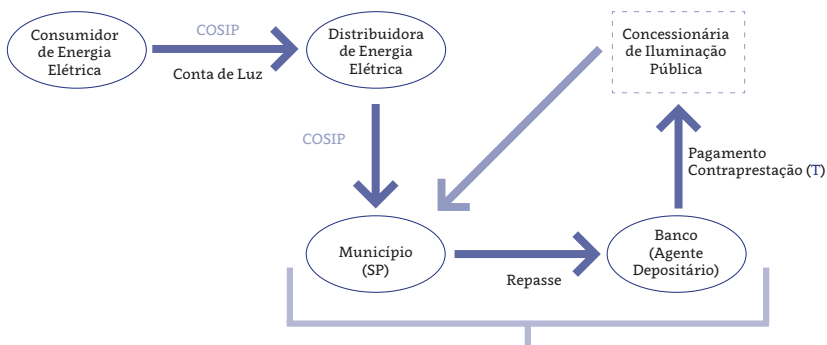 Consumidor
de Energia
Elétrica
COSIP
Conta de Luz
Distribuidora
de Energia
Elétrica
Concessionária
de Iluminação
Pública
COSIP
Pagamento
Contraprestação (T)
Município
(SP)
Repasse
Banco
(Agente
Depositário)